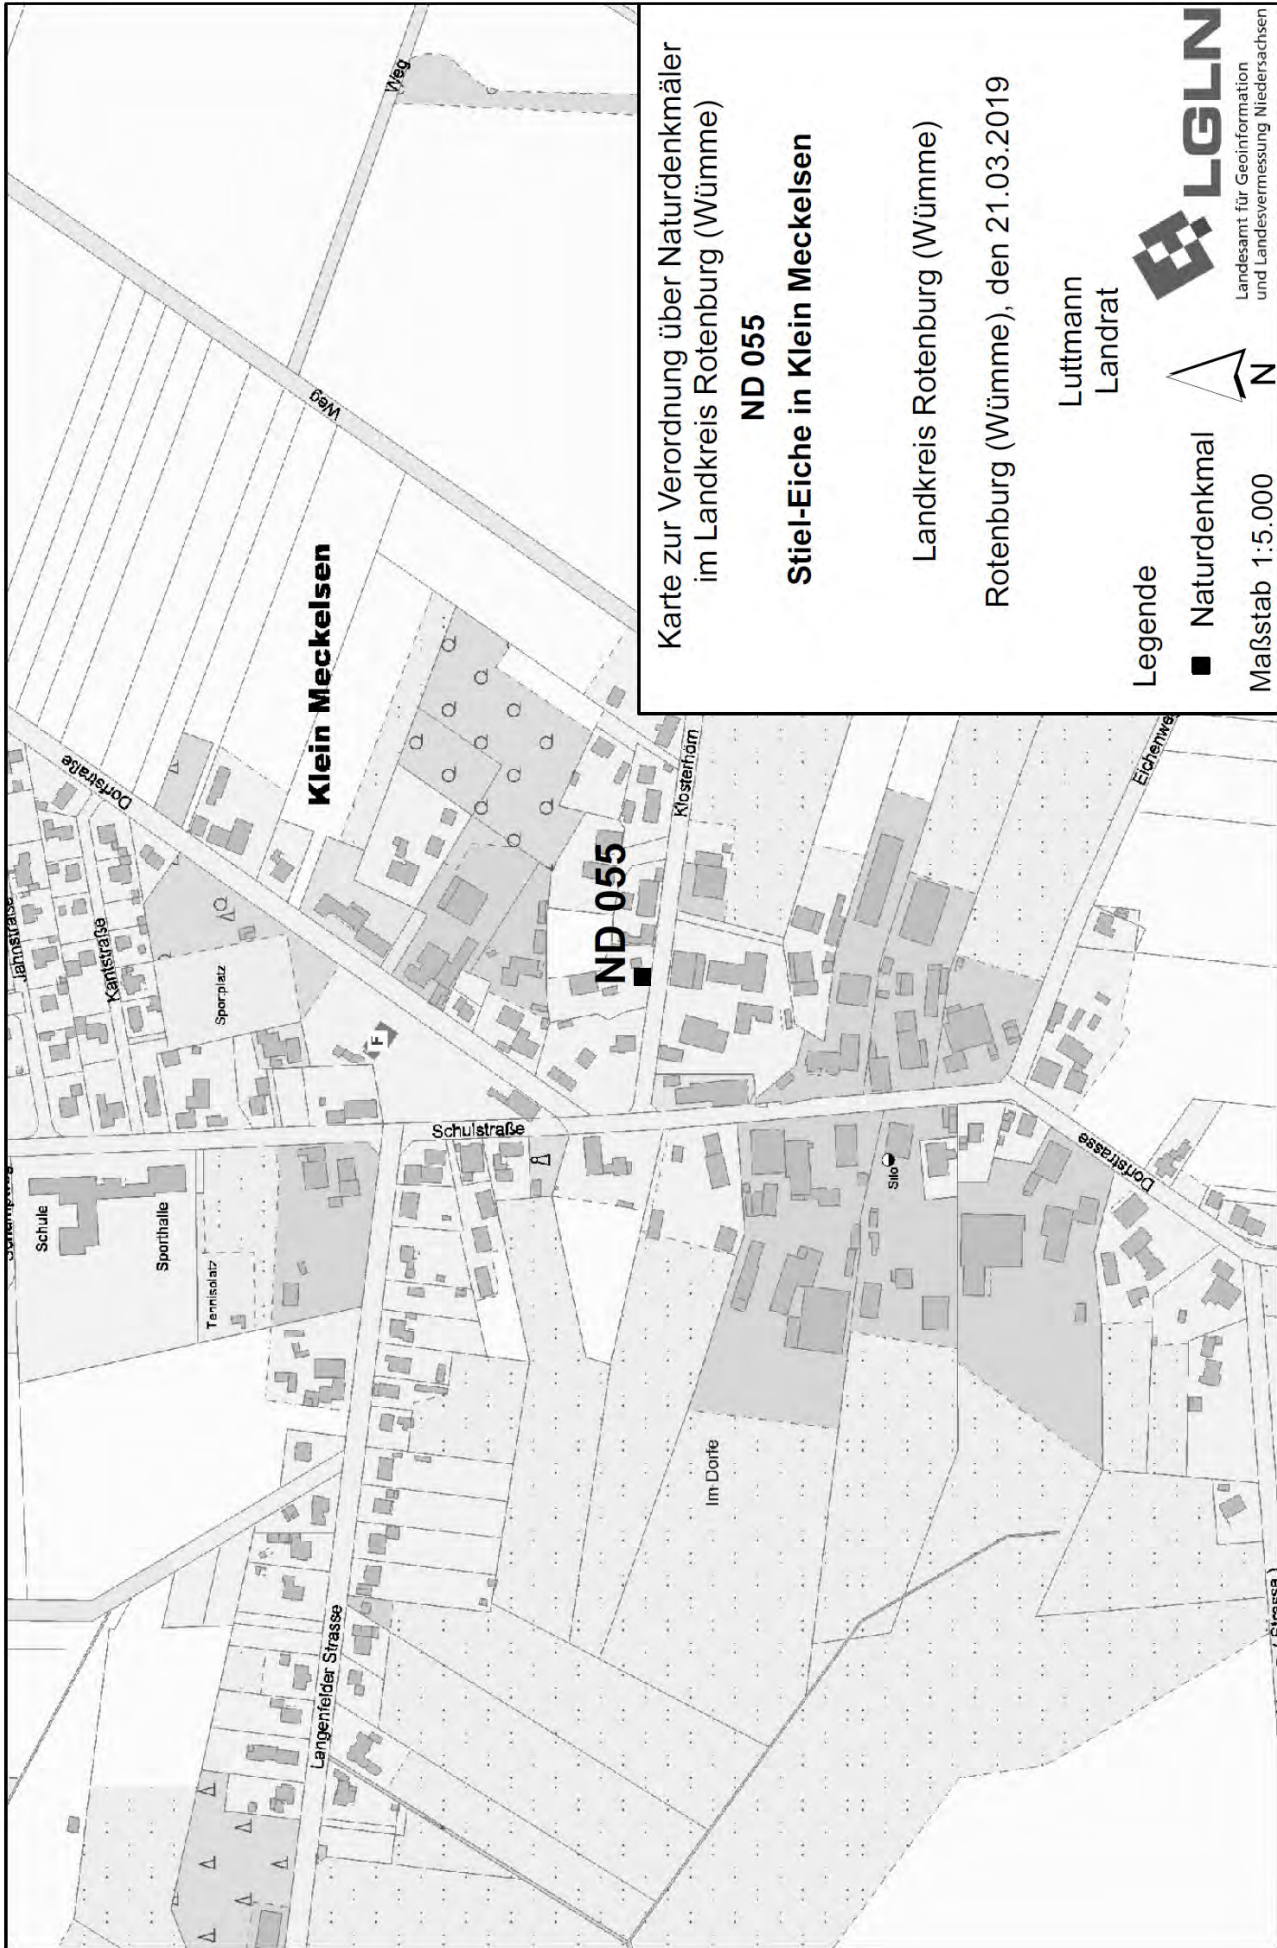 Karte zur Verordnung über Naturdenkmäler
im Landkreis Rotenburg (Wümme)
ND 055
Stiel-Eiche in Klein Meckelsen
Landkreis Rotenburg (Wümme)
Rotenburg (Wümme), den 21.03.2019
Luttmann
Landrat
Legende
Naturdenkmal
Maßstab 1:5.000
N
LGLN
Landesamt für Geoinformation
und Landesvermessung Niedersachsen
Klein Meckelsen
ND 055
Weg
Weg
Dorfstraße
Jahnstraße
Kantstraße
Sportplatz
F
Schulstraße
Schule
Sporthalle
Tennisplatz
Langenfelder Strasse
Klosterhörn
Eichenweg
Silo
Dorfstrasse
Im Dorfe